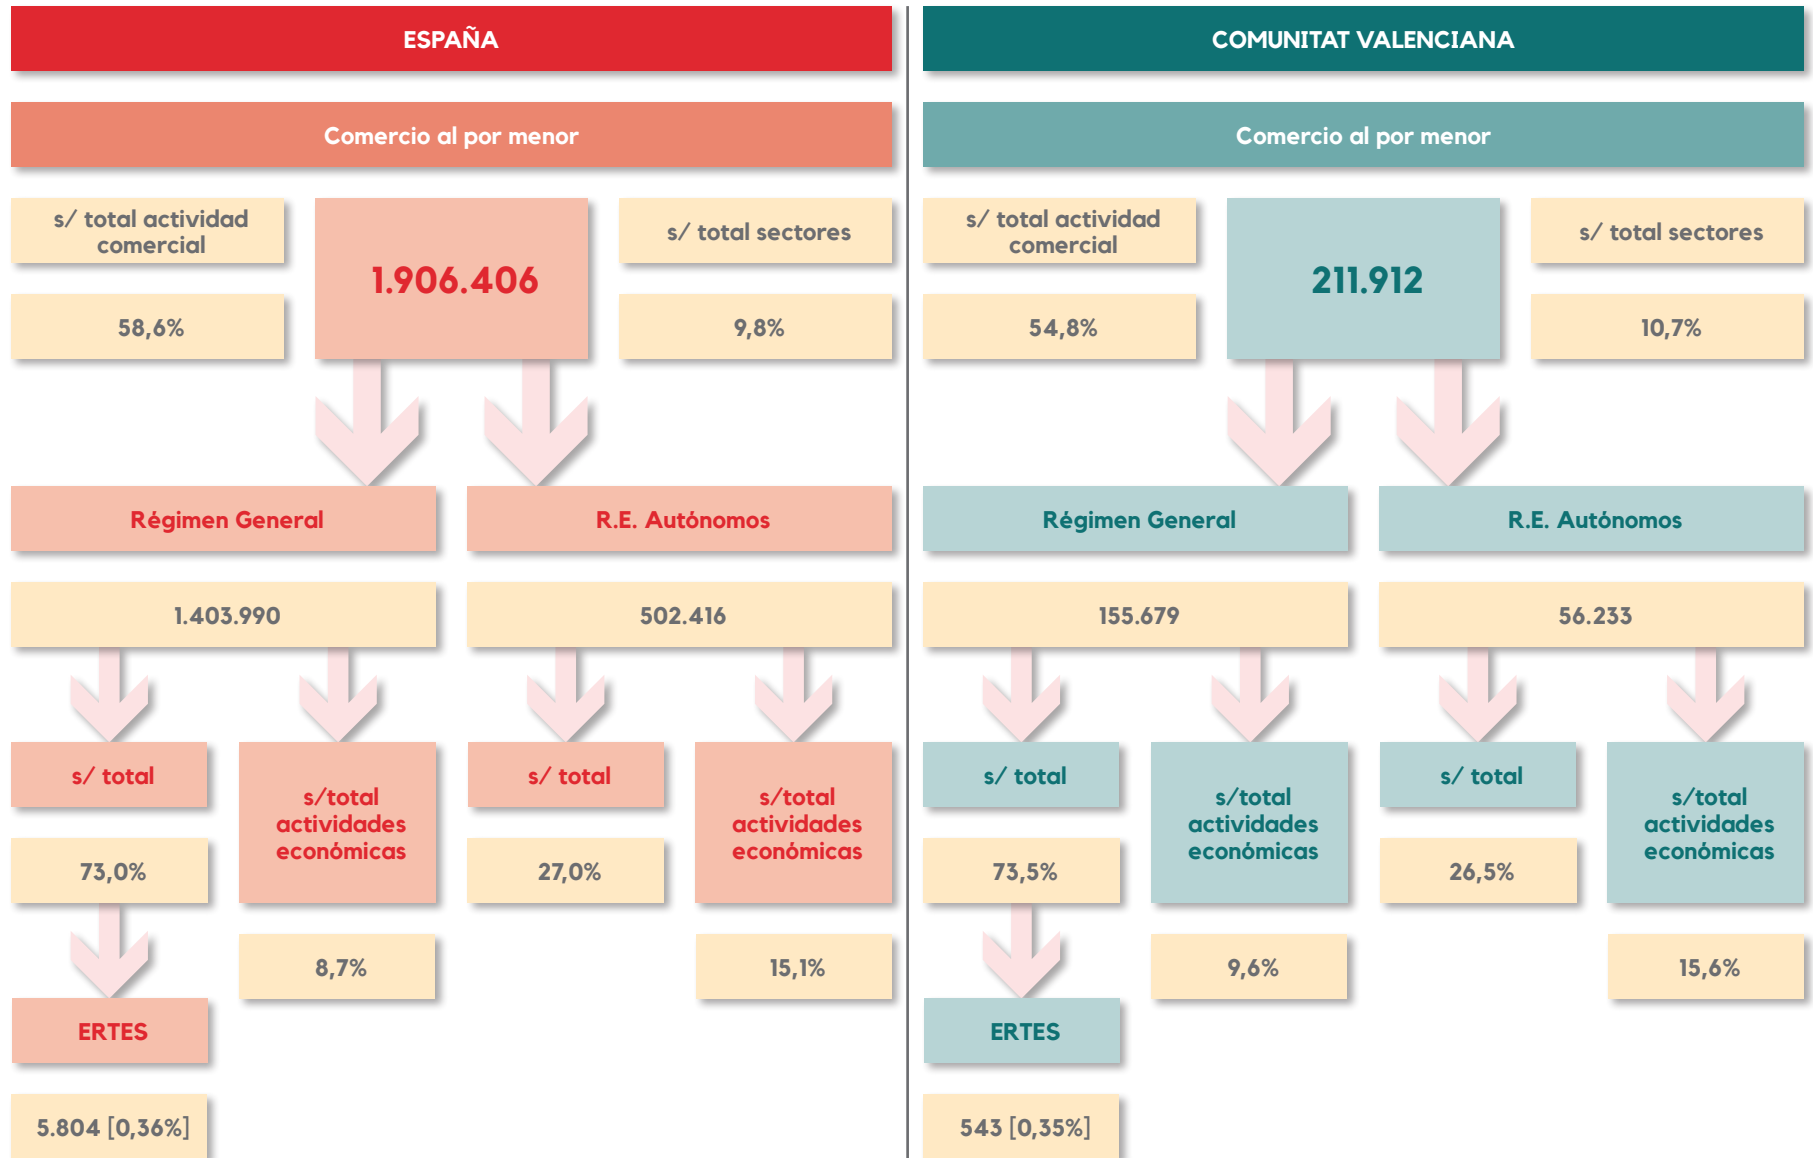 ESPAÑA
Comercio al por menor
s/ total actividad
comercial
58,6%
1.906.406
s/ total sectores
9,8%
Régimen General
R.E. Autónomos
1.403.990
502.416
s/ total
73,0%
s/total
actividades
económicas
8,7%
s/ total
27,0%
s/total
actividades
económicas
15,1%
ERTES
5.804 [0,36%]
COMUNITAT VALENCIANA
Comercio al por menor
s/ total actividad
comercial
54,8%
211.912
s/ total sectores
10,7%
Régimen General
R.E. Autónomos
155.679
56.233
s/ total
73,5%
s/total
actividades
económicas
9,6%
s/ total
26,5%
s/total
actividades
económicas
15,6%
ERTES
543 [0,35%]